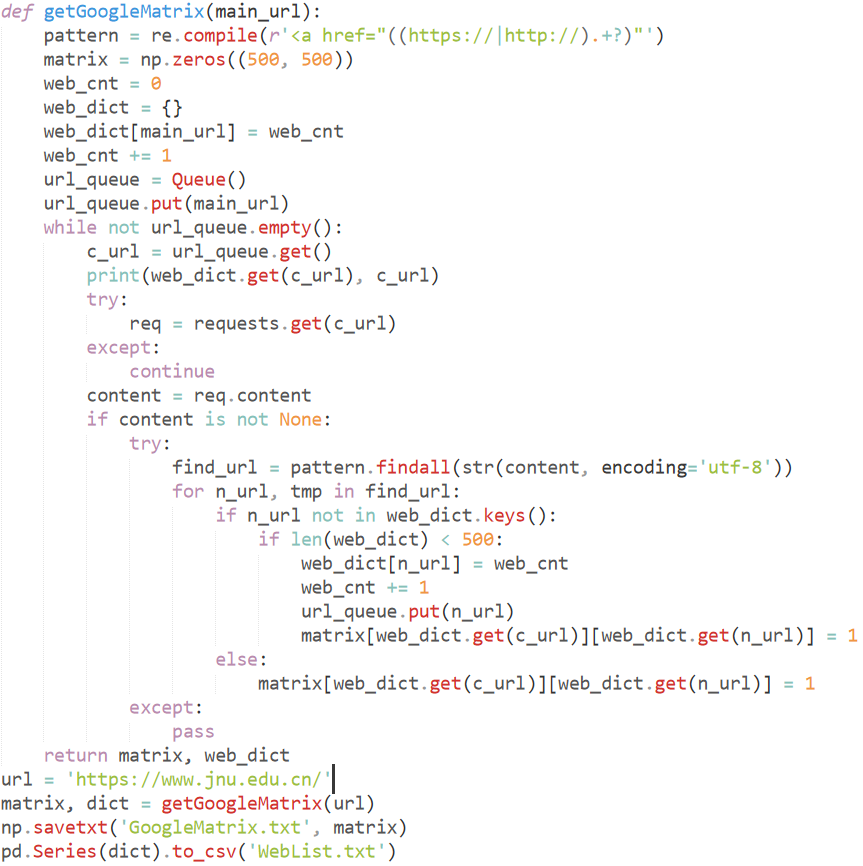 def getGoogleMatrix(main_url):
    pattern = re.compile(r'<a href="((https://|http://).+?)"')
    matrix = np.zeros((500, 500))
    web_cnt = 0
    web_dict = {}
    web_dict[main_url] = web_cnt
    web_cnt += 1
    url_queue = Queue()
    url_queue.put(main_url)
    while not url_queue.empty():
        c_url = url_queue.get()
        print(web_dict.get(c_url), c_url)
        try:
            req = requests.get(c_url)
        except:
            continue
        content = req.content
        if content is not None:
            try:
                find_url = pattern.findall(str(content, encoding='utf-8'))
                for n_url, tmp in find_url:
                    if n_url not in web_dict.keys():
                        if len(web_dict) < 500:
                            web_dict[n_url] = web_cnt
                            web_cnt += 1
                            url_queue.put(n_url)
                            matrix[web_dict.get(c_url)][web_dict.get(n_url)] = 1
                    else:
                        matrix[web_dict.get(c_url)][web_dict.get(n_url)] = 1
            except:
                pass
    return matrix, web_dict
url = 'https://www.jnu.edu.cn/'
matrix, dict = getGoogleMatrix(url)
np.savetxt('GoogleMatrix.txt', matrix)
pd.Series(dict).to_csv('WebList.txt')